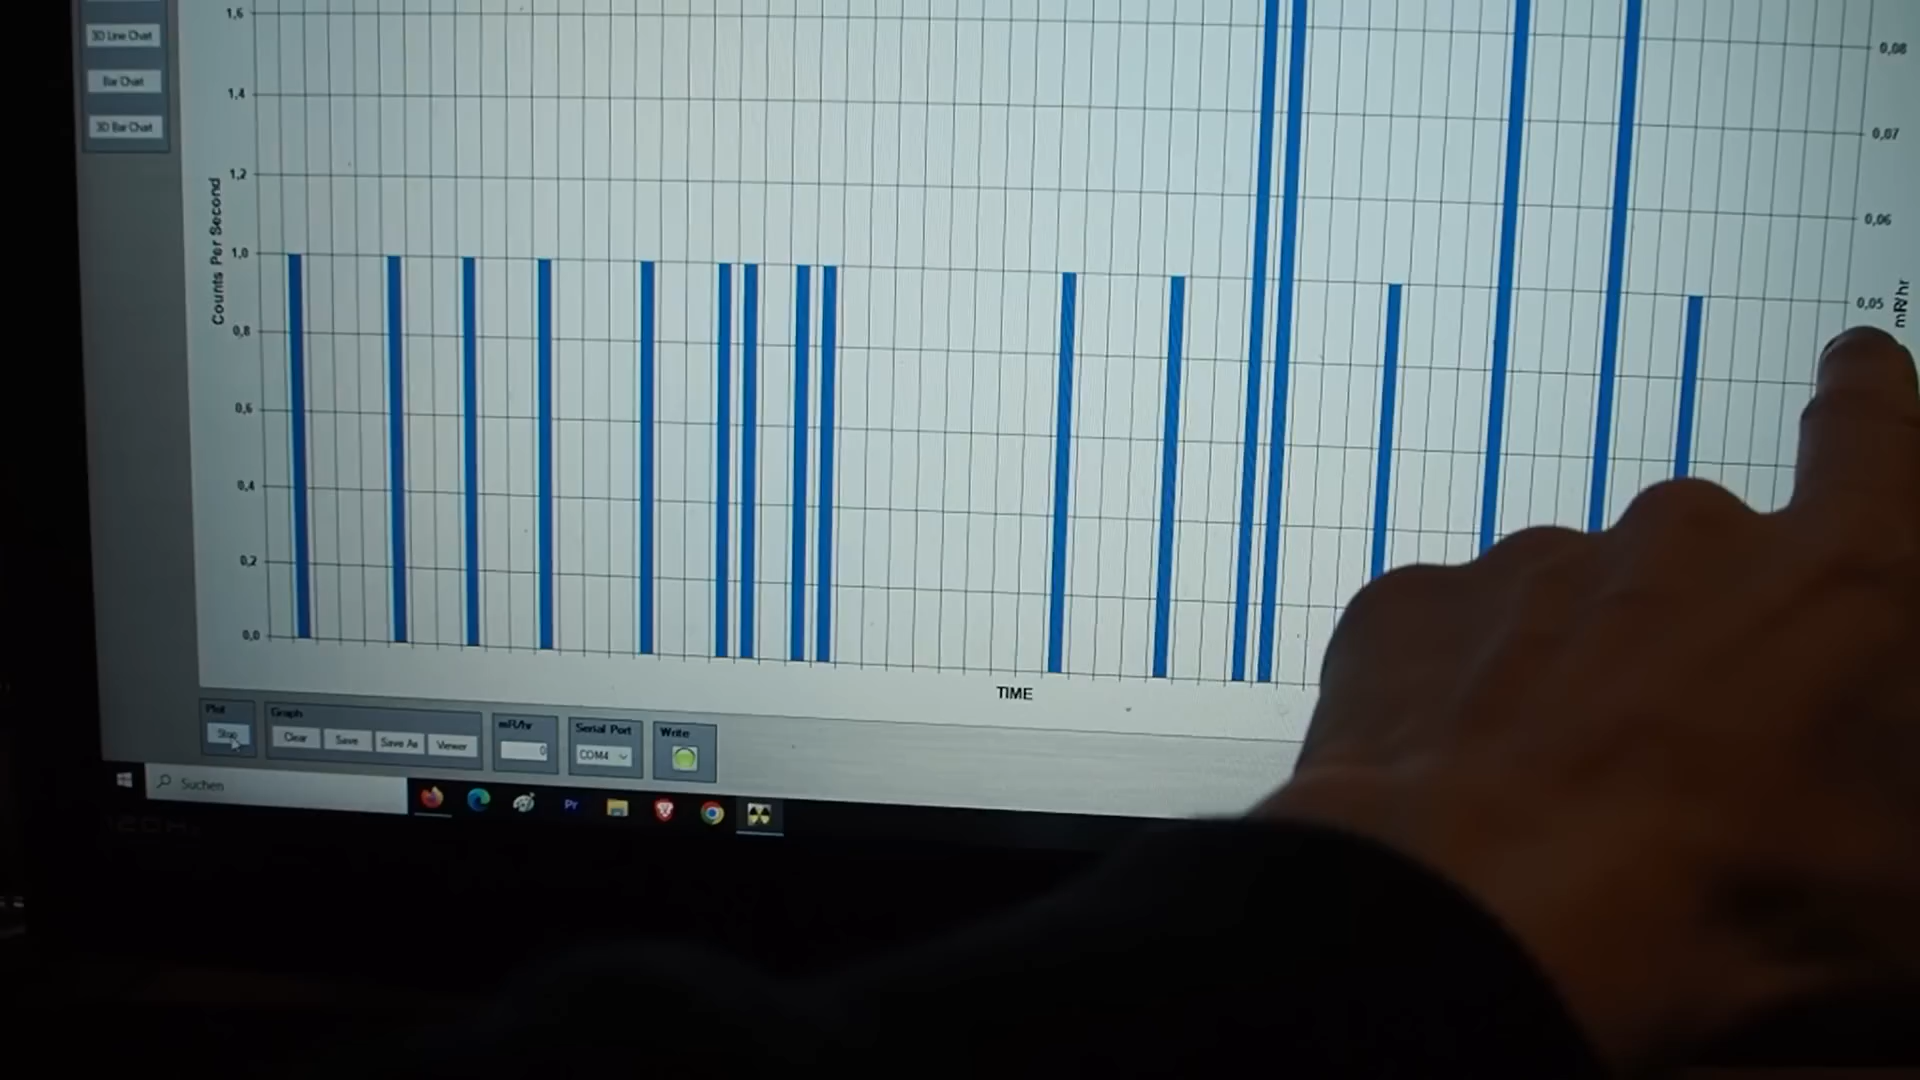 1,6
3D Line Chart
0,08
Bar Chart
1,4
3D Bar Chart
0,07
1,2
0,06
Counts Per Second
1,0
mR/hr
0,05
0,8
0,6
0,4
0,2
0,0
TIME
Plot
Stop
Graph
Clear
Save
Save As
Viewer
mR/hr
0
Serial Port
COM4
Write
Suchen
Pr